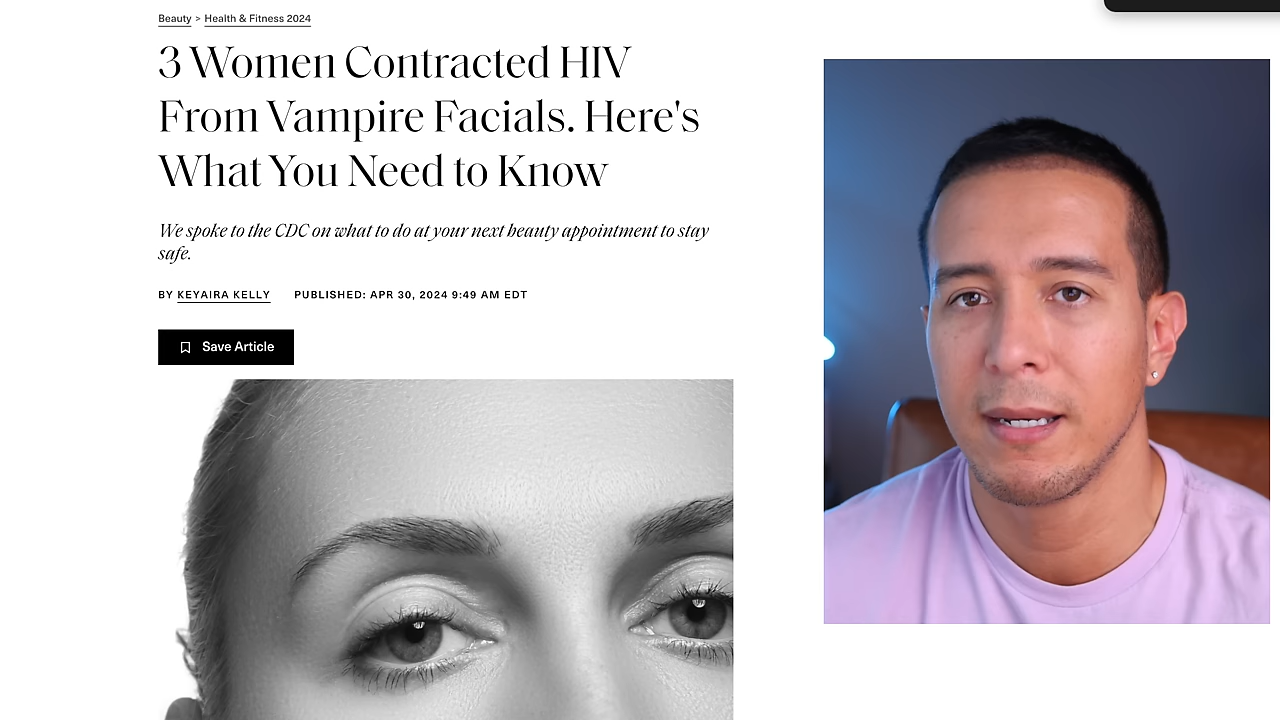 Beauty > Health & Fitness 2024
3 Women Contracted HIV
From Vampire Facials. Here's
What You Need to Know
We spoke to the CDC on what to do at your next beauty appointment to stay
safe.
BY KEYAIRA KELLY PUBLISHED: APR 30, 2024 9:49 AM EDT
Save Article